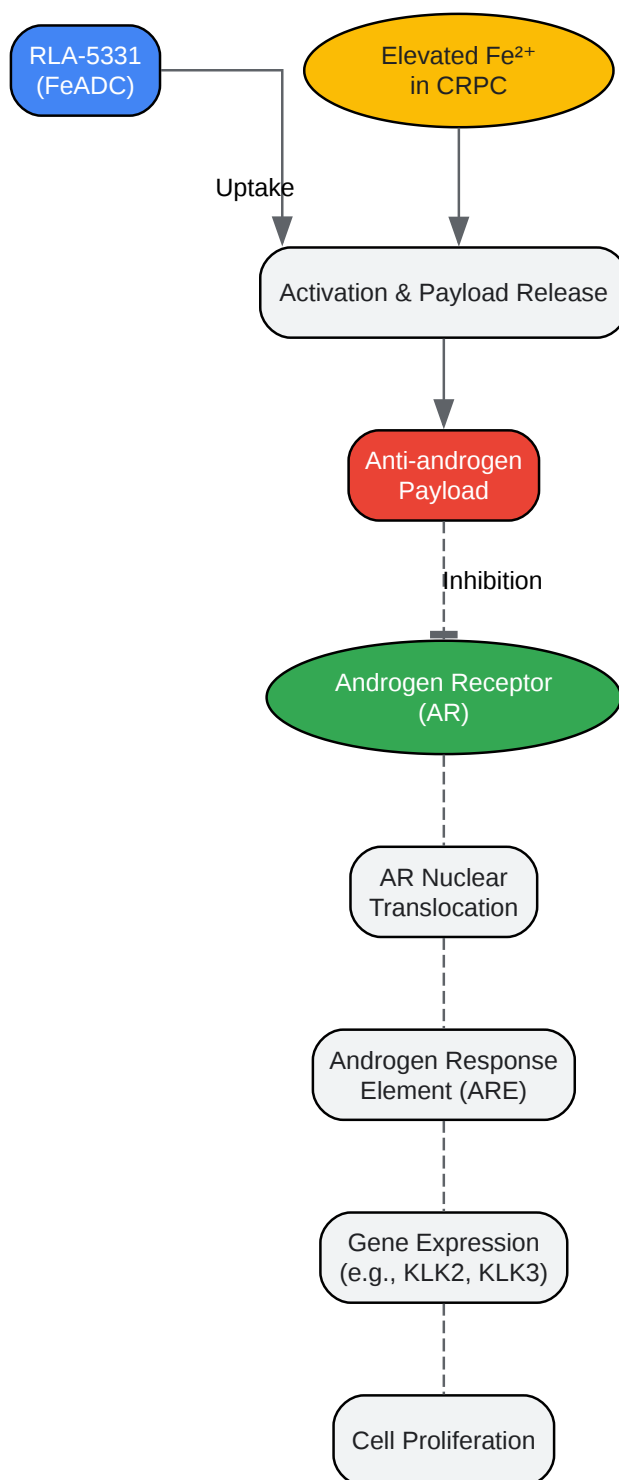 RLA-5331
(FeADC)
Elevated Fe²⁺
in CRPC
Uptake
Activation & Payload Release
Anti-androgen
Payload
Inhibition
Androgen Receptor
(AR)
AR Nuclear
Translocation
Androgen Response
Element (ARE)
Gene Expression
(e.g., KLK2, KLK3)
Cell Proliferation